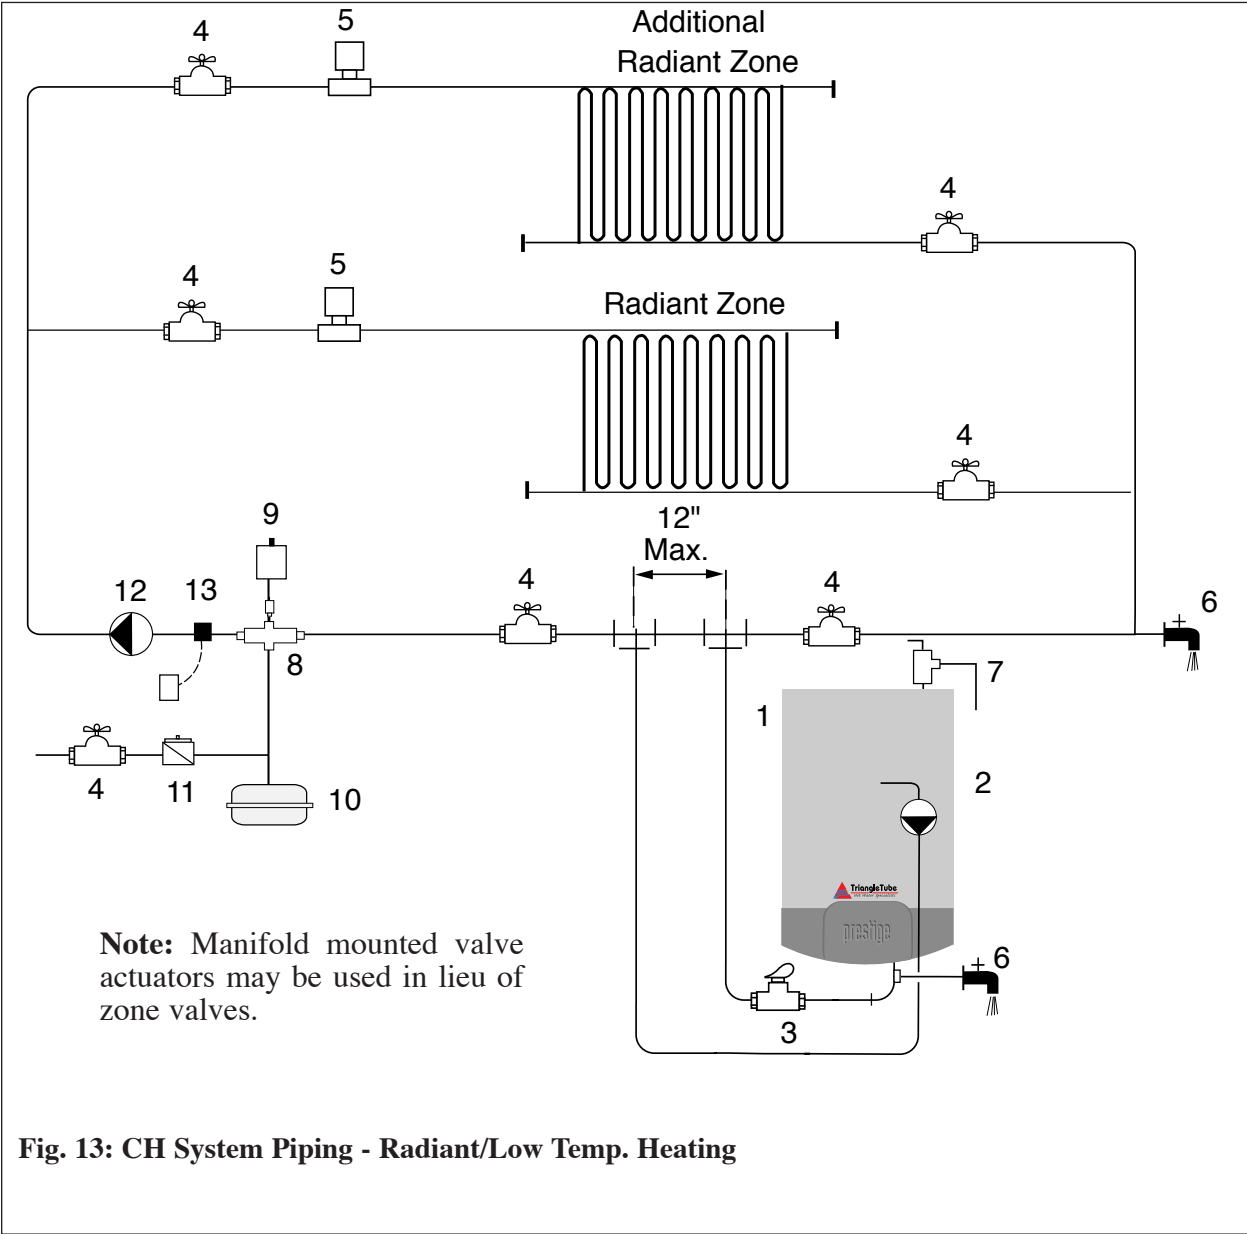 Additional
Radiant Zone
4
5
4
4
5
Radiant Zone
4
12"
Max.
9
12
13
4
4
6
8
7
1
4
11
10
2
TriangleTube
prestige
6
3
Note: Manifold mounted valve
actuators may be used in lieu of
zone valves.
Fig. 13: CH System Piping - Radiant/Low Temp. Heating